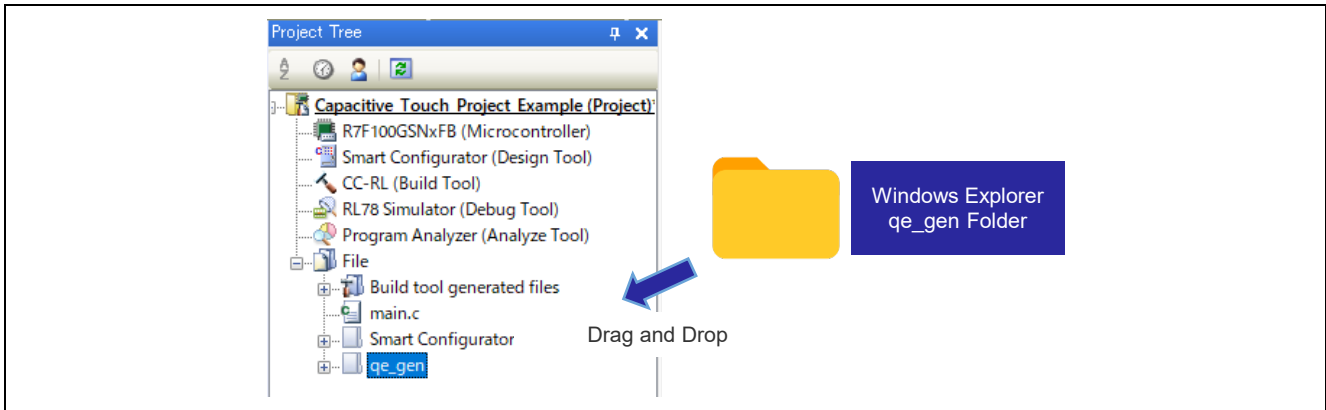 Project Tree
Capacitive Touch Project Example (Project)*
R7F100GSNxFB (Microcontroller)
Smart Configurator (Design Tool)
CC-RL (Build Tool)
RL78 Simulator (Debug Tool)
Program Analyzer (Analyze Tool)
File
Build tool generated files
main.c
Smart Configurator
qe_gen
Windows Explorer
qe_gen Folder
Drag and Drop